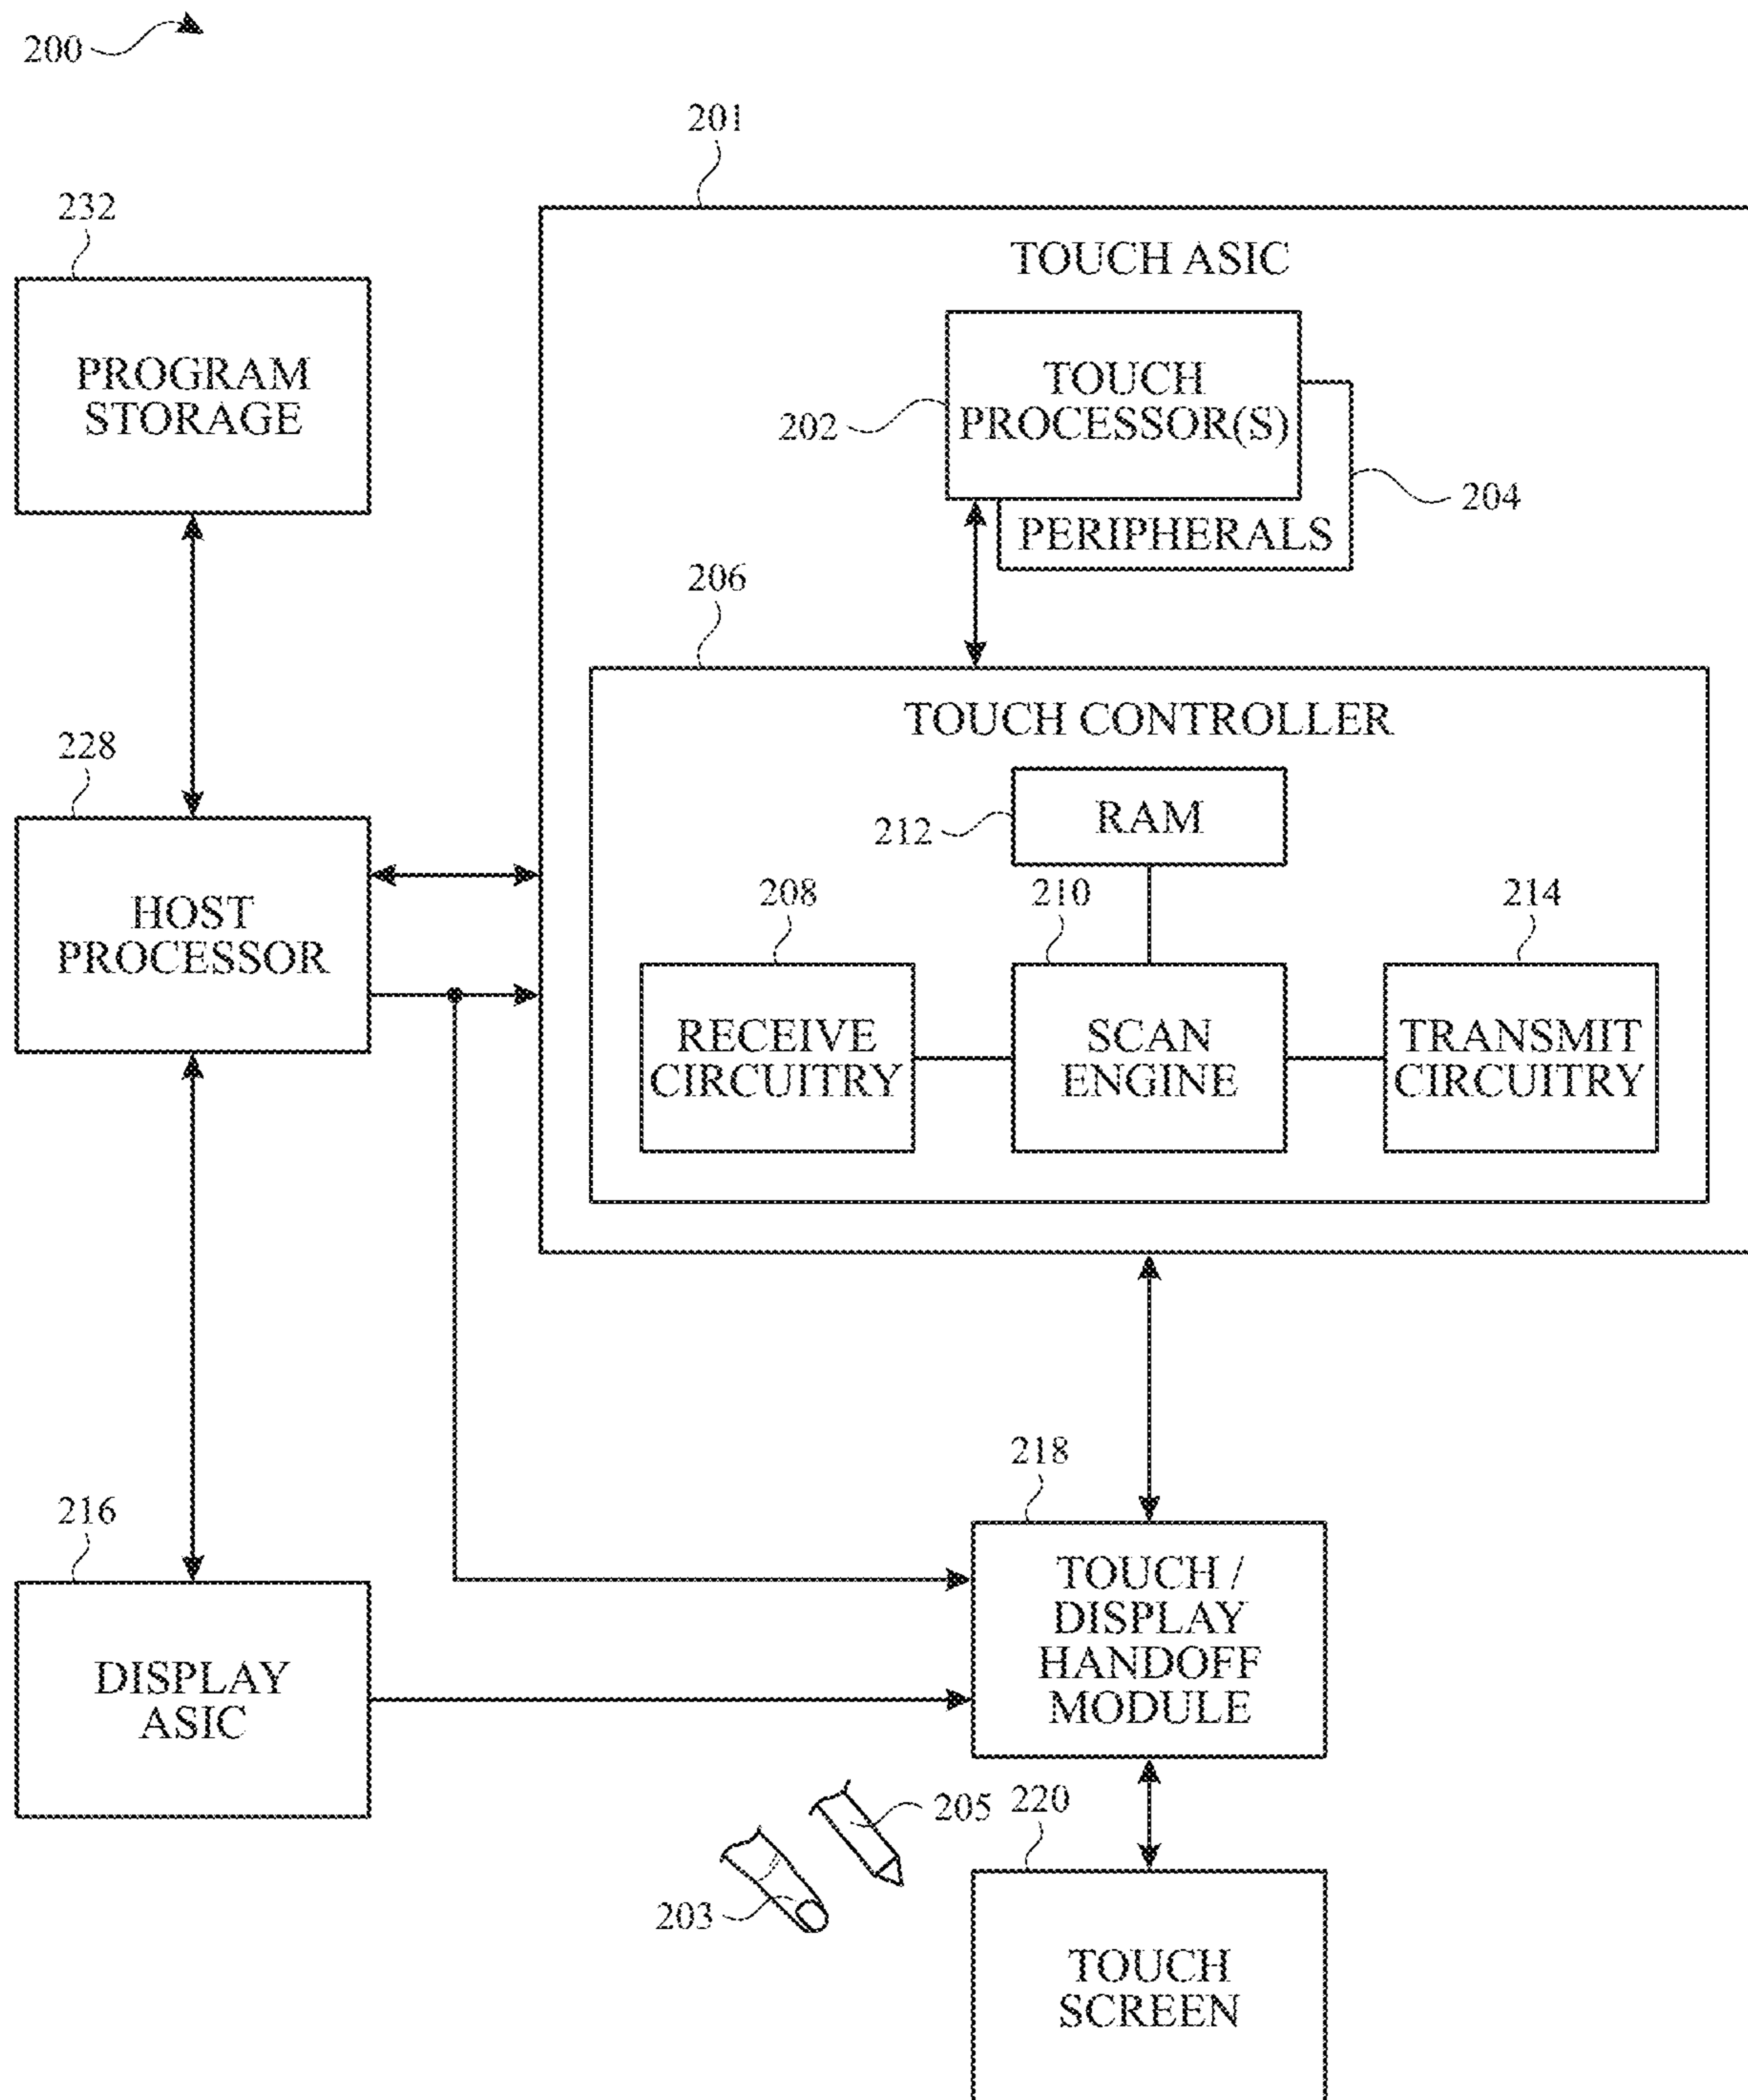 200
201
232
TOUCH ASIC
PROGRAM
STORAGE
TOUCH
PROCESSOR(S)
202
204
PERIPHERALS
206
TOUCH CONTROLLER
228
RAM
212
HOST
PROCESSOR
208
210
214
RECEIVE
CIRCUITRY
SCAN
ENGINE
TRANSMIT
CIRCUITRY
218
216
TOUCH /
DISPLAY
HANDOFF
MODULE
DISPLAY
ASIC
205
220
203
TOUCH
SCREEN